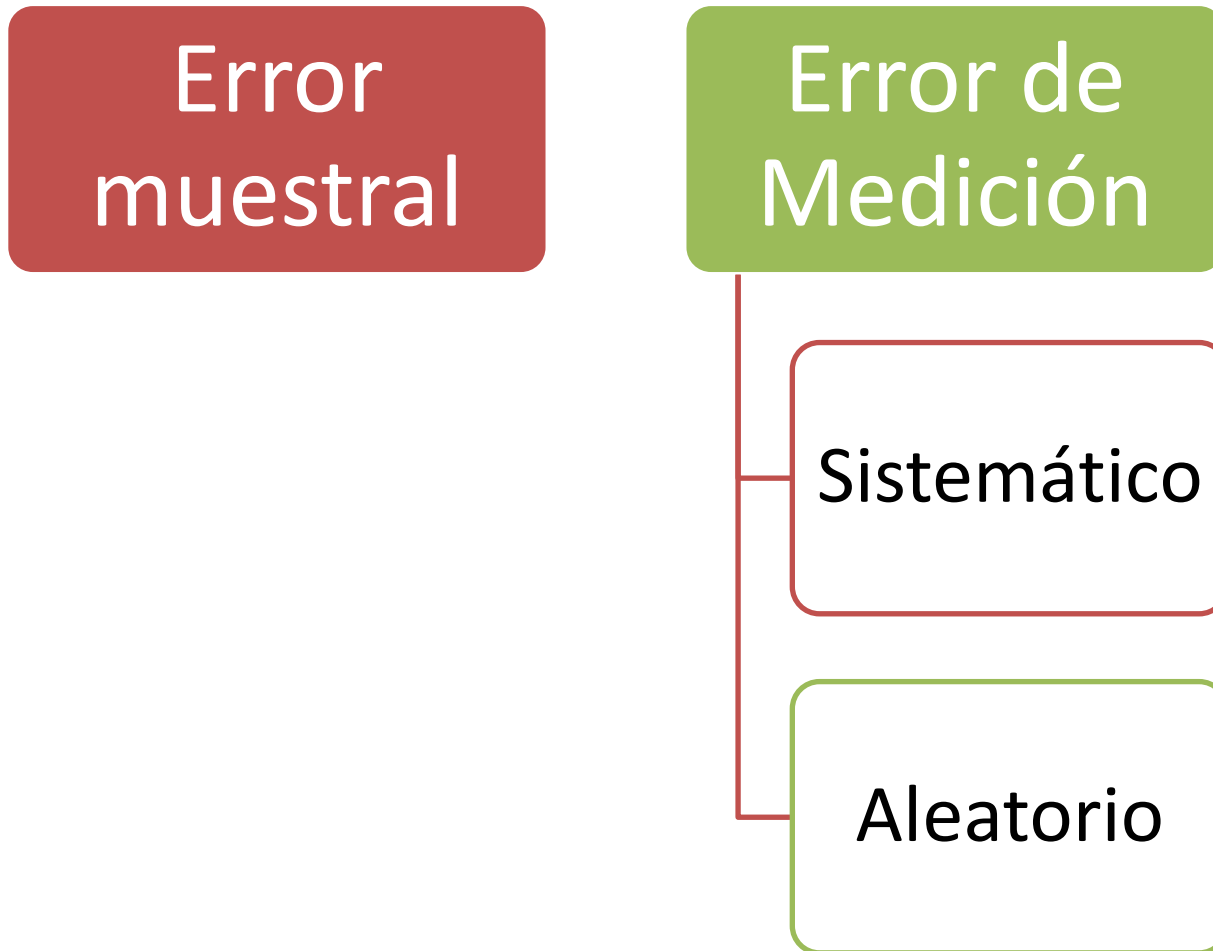 Error
muestral
Error de
Medición
Sistemático
Aleatorio